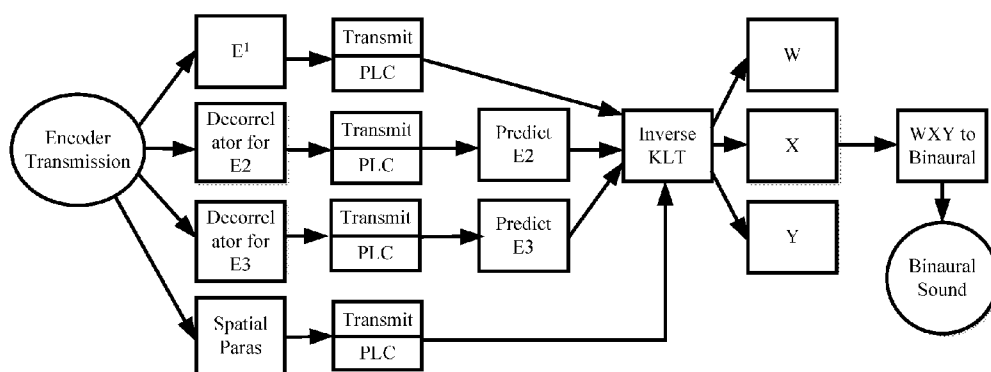 Encoder
Transmission
E¹
Transmit
PLC
Decorrel
ator for
E2
Transmit
PLC
Predict
E2
Decorrel
ator for
E3
Transmit
PLC
Predict
E3
Spatial
Paras
Transmit
PLC
Inverse
KLT
W
X
Y
WXY to
Binaural
Binaural
Sound